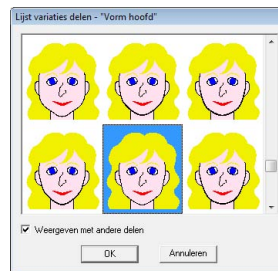 Lijst variaties delen - "Vorm hoofd"
Weergeven met andere delen
OK
Annuleren